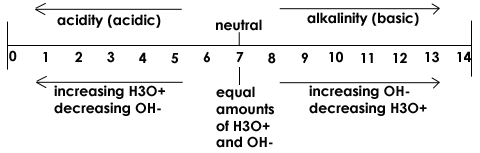 acidity (acidic)
neutral
alkalinity (basic)
0 1 2 3 4 5 6 7 8 9 10 11 12 13 14
increasing H3O+
decreasing OH-
equal
amounts
of H3O+
and OH-
increasing OH-
decreasing H3O+